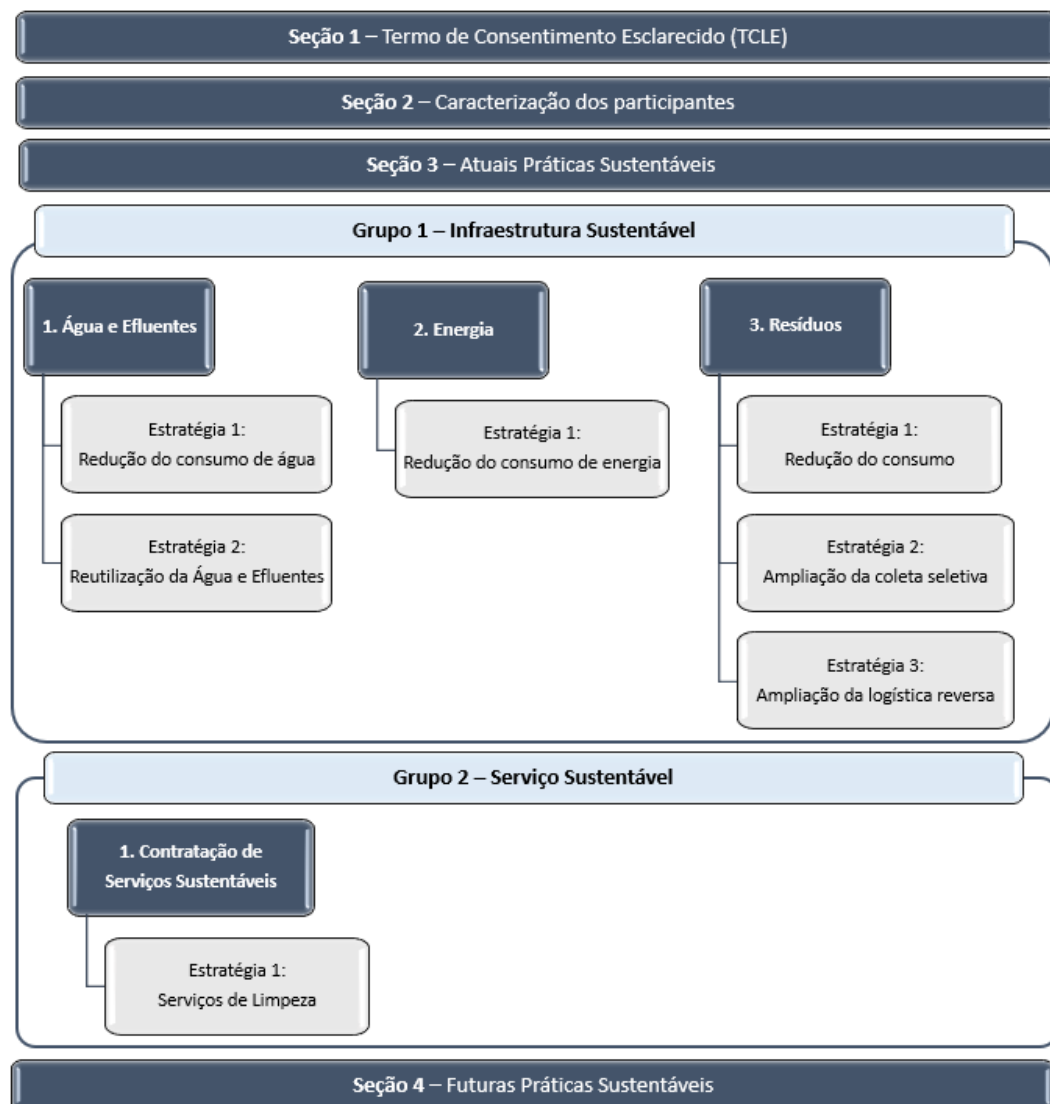 Seção 1 – Termo de Consentimento Esclarecido (TCLE)
Seção 2 – Caracterização dos participantes
Seção 3 – Atuais Práticas Sustentáveis
Grupo 1 – Infraestrutura Sustentável
1. Água e Efluentes
Estratégia 1:
Redução do consumo de água
Estratégia 2:
Reutilização da Água e Efluentes
2. Energia
Estratégia 1:
Redução do consumo de energia
3. Resíduos
Estratégia 1:
Redução do consumo
Estratégia 2:
Ampliação da coleta seletiva
Estratégia 3:
Ampliação da logística reversa
Grupo 2 – Serviço Sustentável
1. Contratação de
Serviços Sustentáveis
Estratégia 1:
Serviços de Limpeza
Seção 4 – Futuras Práticas Sustentáveis